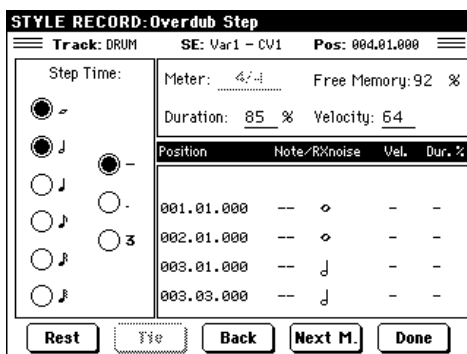 STYLE RECORD:Overdub Step
Track: DRUM SE: Var1 - CV1 Pos: 004.01.000
Step Time:
Meter: 4/4 Free Memory:92 %
Duration: 85 % Velocity: 64
Position Note/RXnoise Vel. Dur.%
- . 3
001.01.000 -- - -
002.01.000 -- - -
003.01.000 -- - -
003.03.000 -- - -
Rest Tie Back Next M. Done